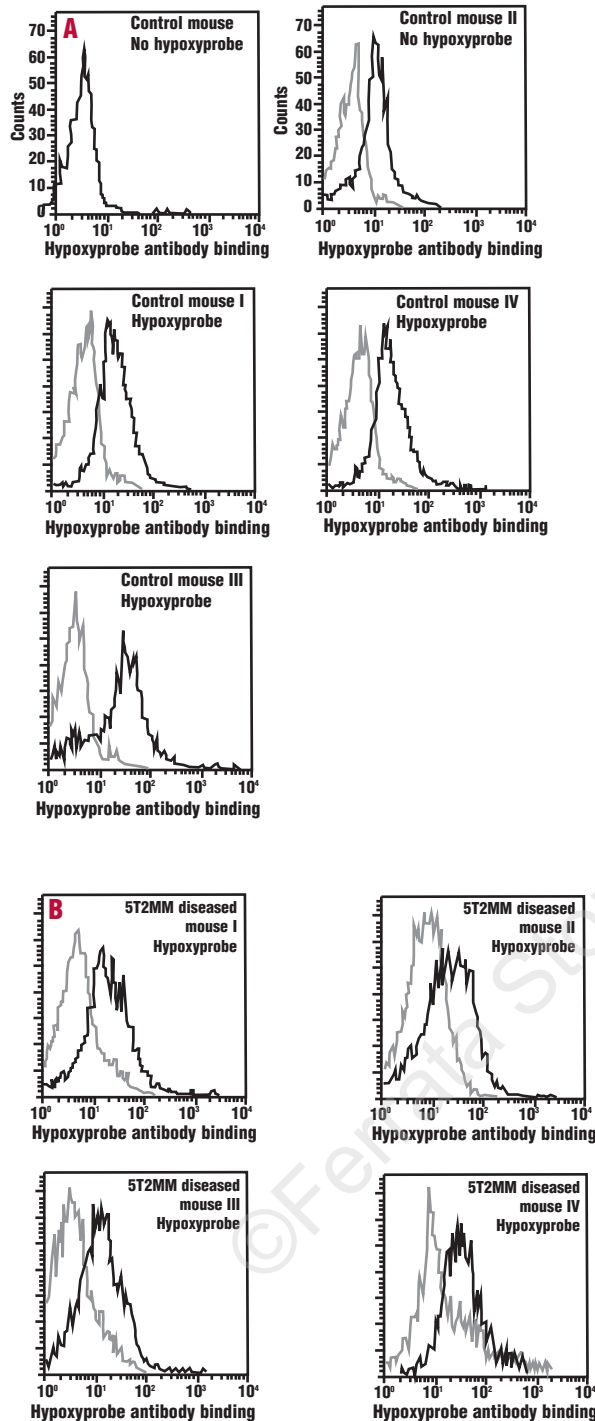 A
Control mouse
No hypoxyprobe
Counts
70
60
50
40
30
20
10
0
10⁰ 10¹ 10² 10³ 10⁴
Hypoxyprobe antibody binding
Control mouse II
No hypoxyprobe
Counts
70
60
50
40
30
20
10
0
10⁰ 10¹ 10² 10³ 10⁴
Hypoxyprobe antibody binding
Control mouse I
Hypoxyprobe
10⁰ 10¹ 10² 10³ 10⁴
Hypoxyprobe antibody binding
Control mouse IV
Hypoxyprobe
10⁰ 10¹ 10² 10³ 10⁴
Hypoxyprobe antibody binding
Control mouse III
Hypoxyprobe
10⁰ 10¹ 10² 10³ 10⁴
Hypoxyprobe antibody binding
B
5T2MM diseased
mouse I
Hypoxyprobe
10⁰ 10¹ 10² 10³ 10⁴
Hypoxyprobe antibody binding
5T2MM diseased
mouse II
Hypoxyprobe
10⁰ 10¹ 10² 10³ 10⁴
Hypoxyprobe antibody binding
5T2MM diseased
mouse III
Hypoxyprobe
10⁰ 10¹ 10² 10³ 10⁴
Hypoxyprobe antibody binding
5T2MM diseased
mouse IV
Hypoxyprobe
10⁰ 10¹ 10² 10³ 10⁴
Hypoxyprobe antibody binding
©Ferrata Sto